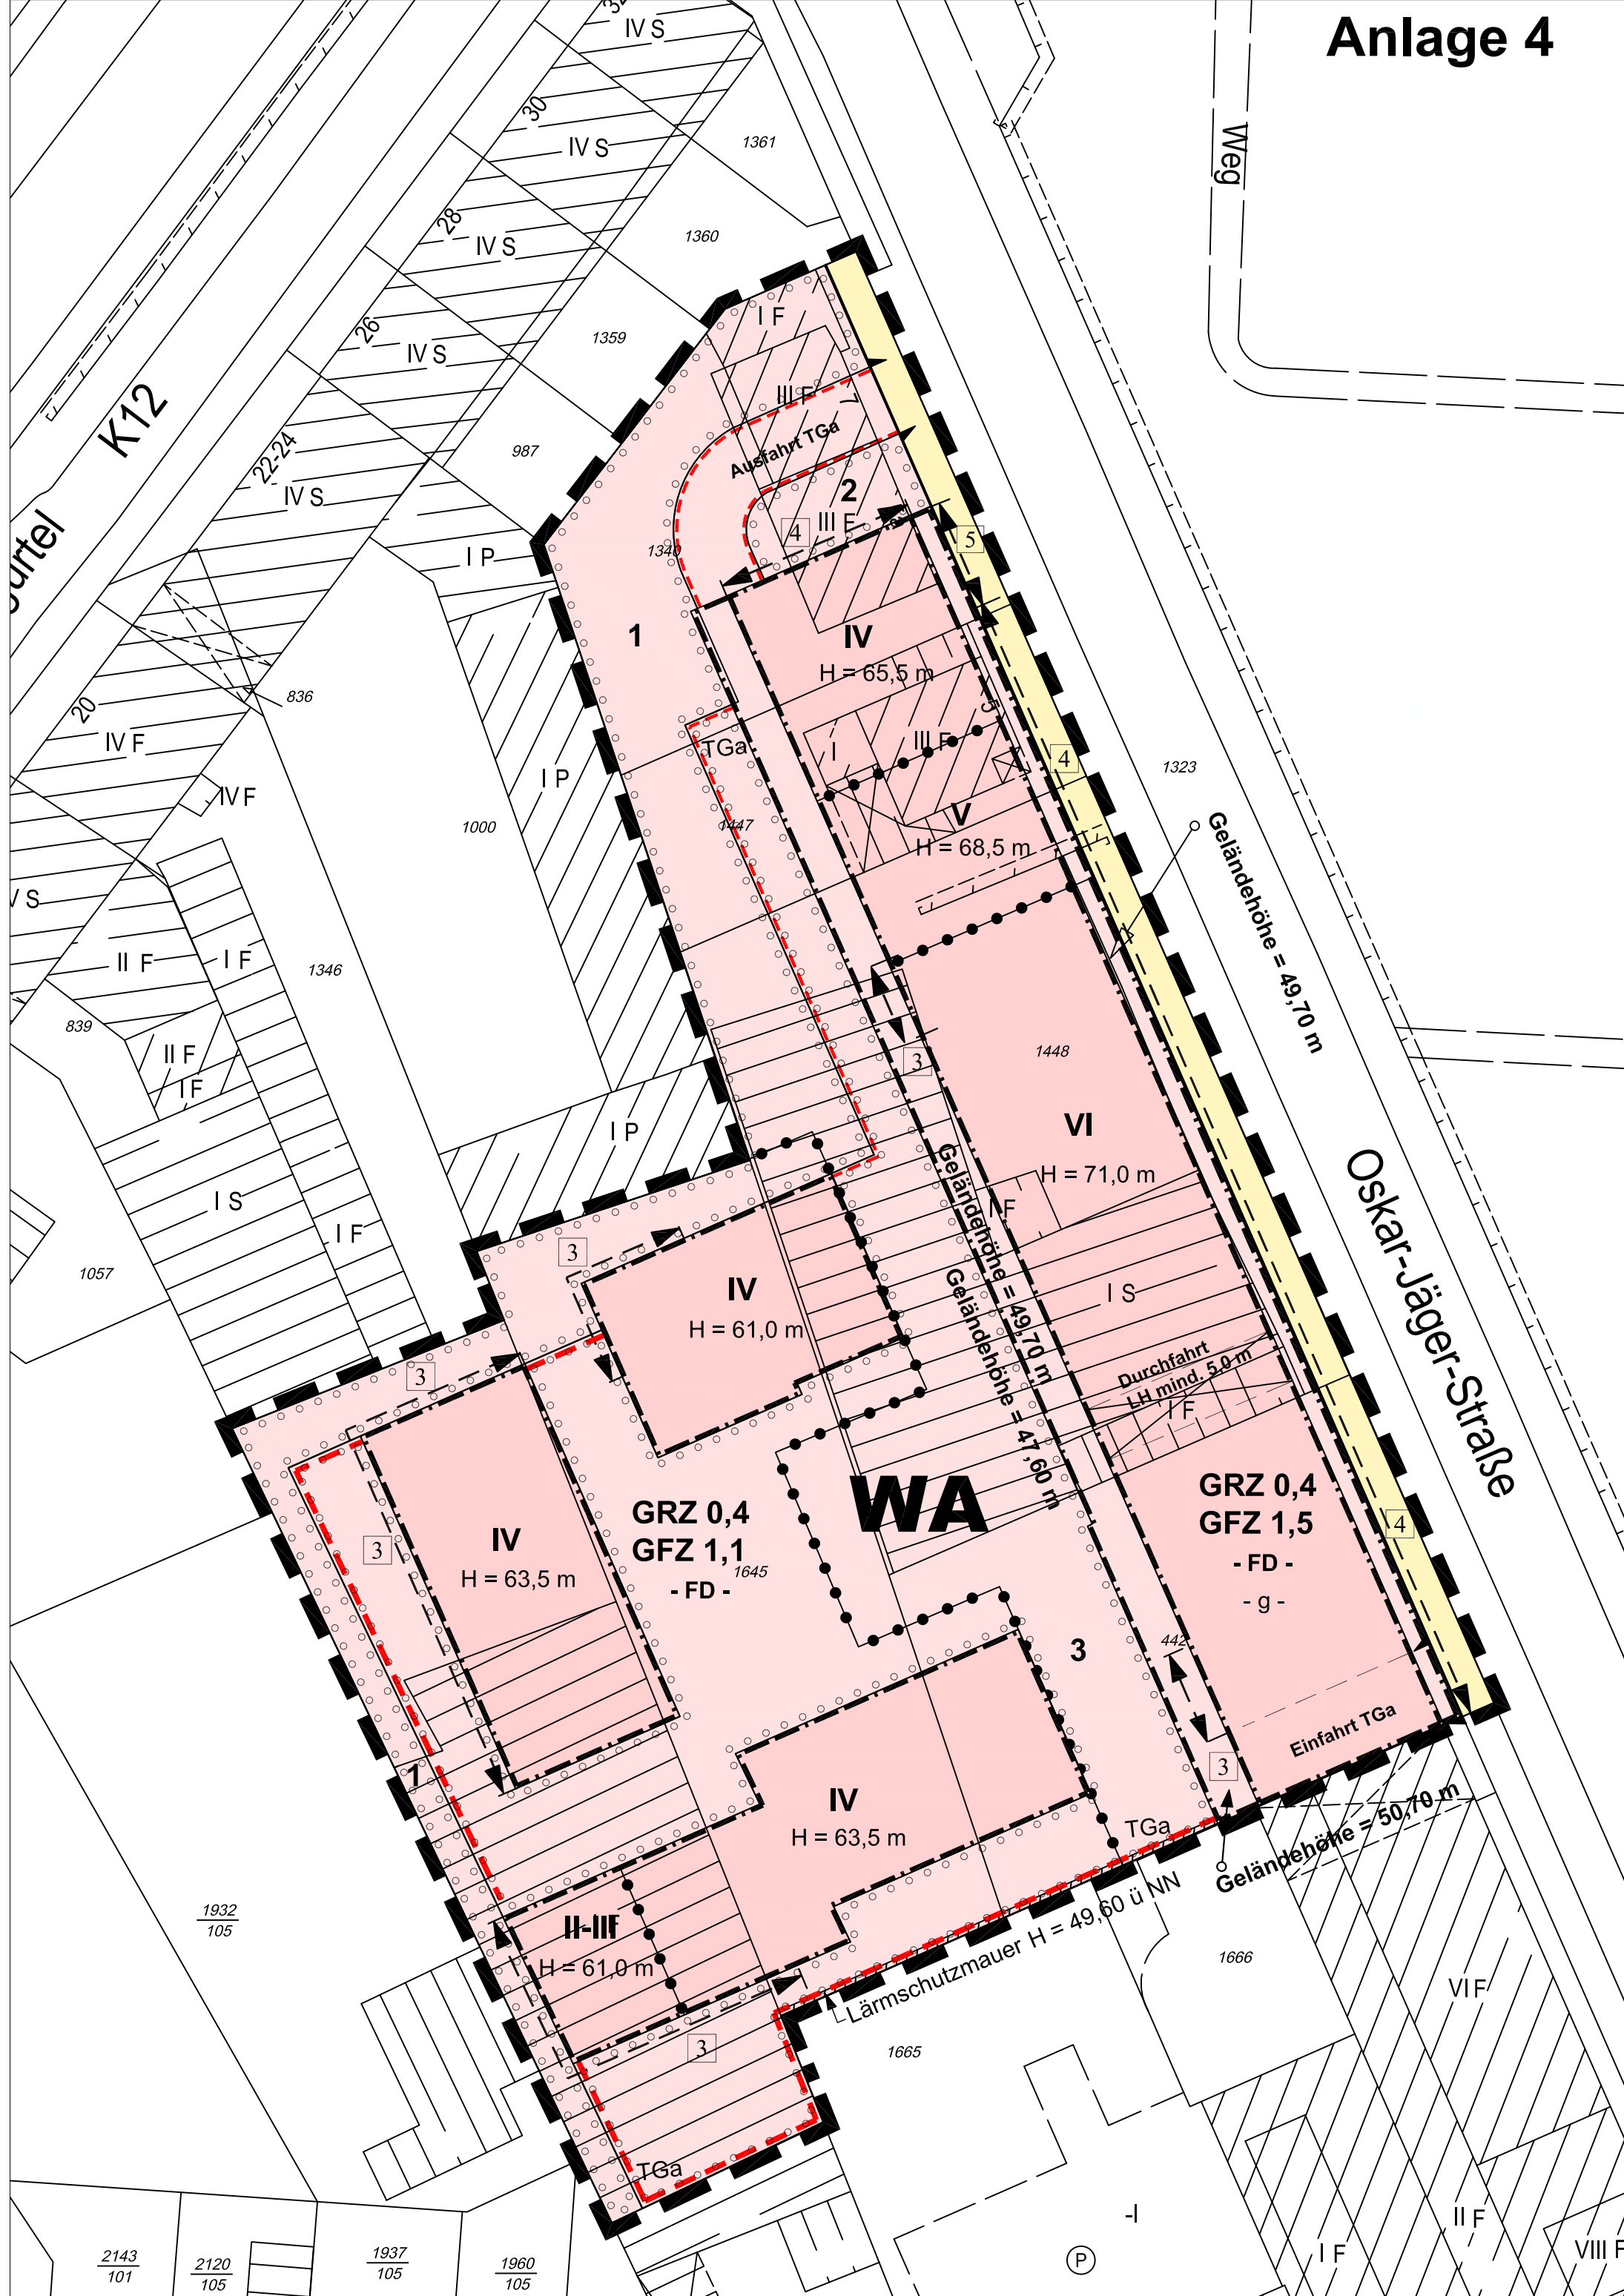 Anlage 4
IV S
30
IV S
1361
Weg
28
IV S
1360
I F
26
IV S
1359
III F
7
K12
Ausfahrt TGa
22-24
IV S
987
2
III F
4
5
I P
1340
1
IV
H = 65,5 m
836
20
IV F
III F
I
5
TGa
4
1323
I P
IV F
1000
1447
V
H = 68,5 m
Geländehöhe = 49,70 m
II F
I F
1346
839
II F
I F
3
1448
VI
H = 71,0 m
I P
Geländehöhe = 49,70 m
I F
I S
I F
3
1057
IV
H = 61,0 m
I S
Geländehöhe = 47,60 m
Oskar-Jäger-Straße
Durchfahrt
LH mind. 5,0 m
3
I F
WA
GRZ 0,4
GFZ 1,5
- FD -
- g -
GRZ 0,4
GFZ 1,1
- FD -
1645
4
IV
H = 63,5 m
3
3
442
1
Einfahrt TGa
3
IV
H = 63,5 m
TGa
Geländehöhe = 50,70 m
1932
105
II-IIF
H = 61,0 m
Lärmschutzmauer H = 49,60 ü NN
1666
VI F
3
1665
TGa
-I
P
I F
II F
VIII F
2143
101
2120
105
1937
105
1960
105